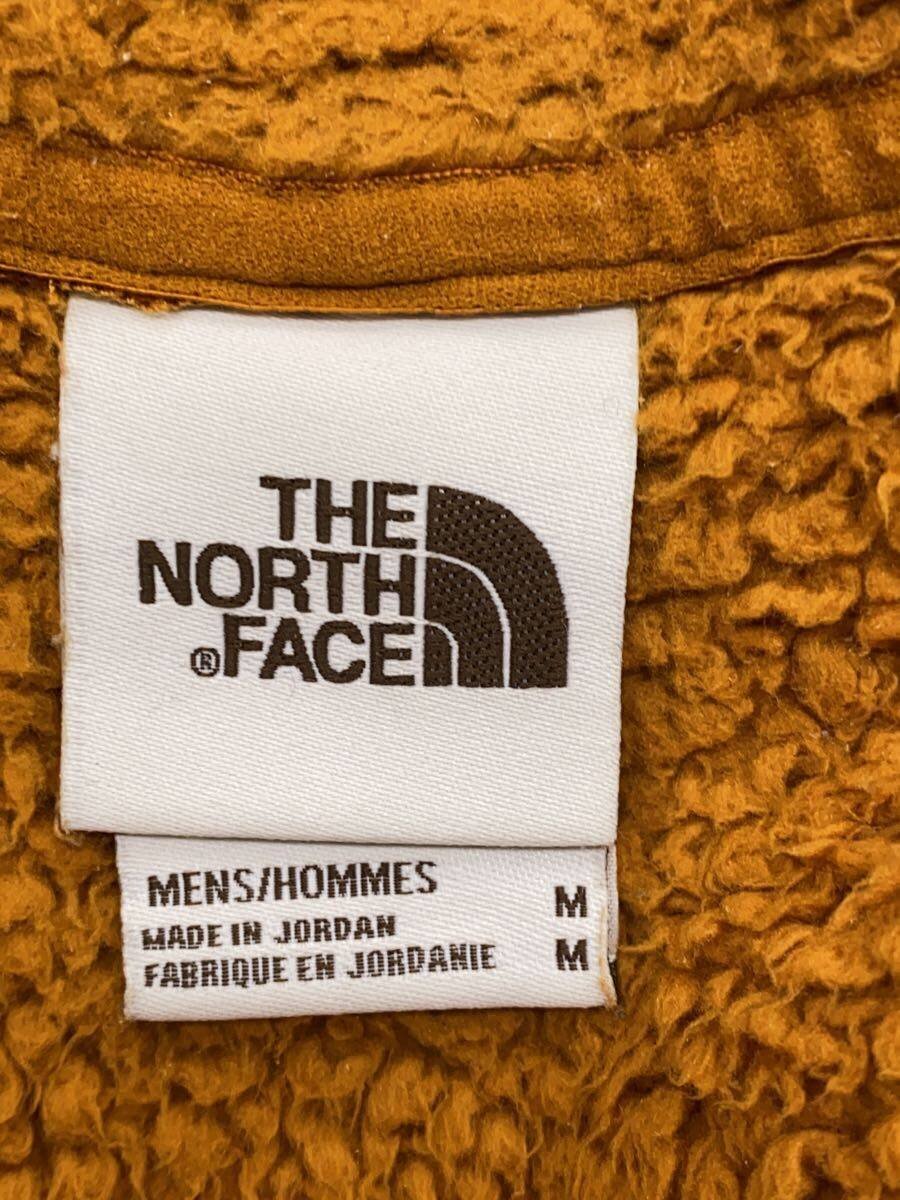 THE
NORTH
®FACE
MENS/HOMMES M
MADE IN JORDAN
FABRIQUE EN JORDANIE M